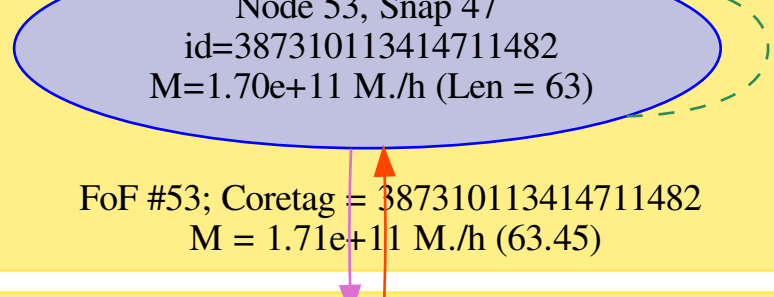 Node 53, Snap 47
id=387310113414711482
M=1.70e+11 M./h (Len = 63)
FoF #53; Coretag = 387310113414711482
M = 1.71e+11 M./h (63.45)